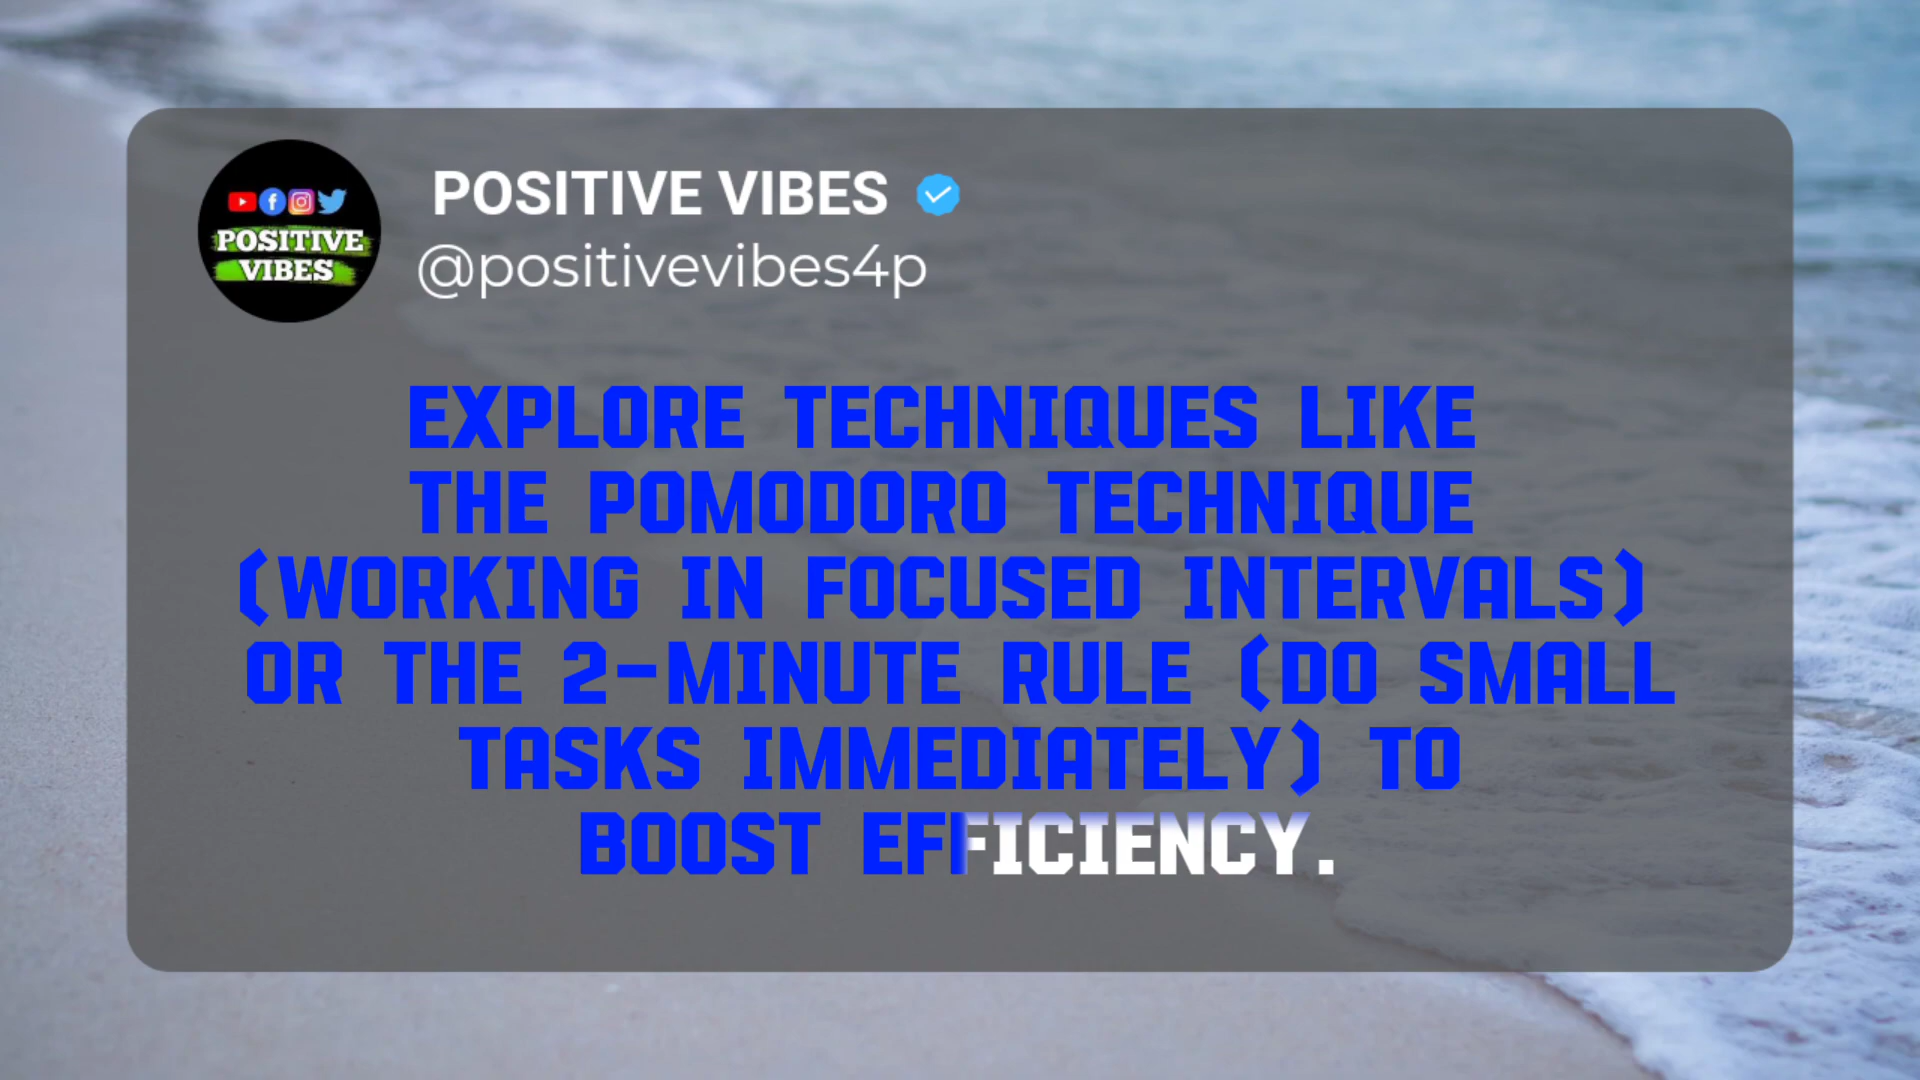 POSITIVE VIBES
@positivevibes4p
POSITIVE
VIBES
EXPLORE TECHNIQUES LIKE
THE POMODORO TECHNIQUE
(WORKING IN FOCUSED INTERVALS)
OR THE 2-MINUTE RULE (DO SMALL
TASKS IMMEDIATELY) TO
BOOST EFFICIENCY.